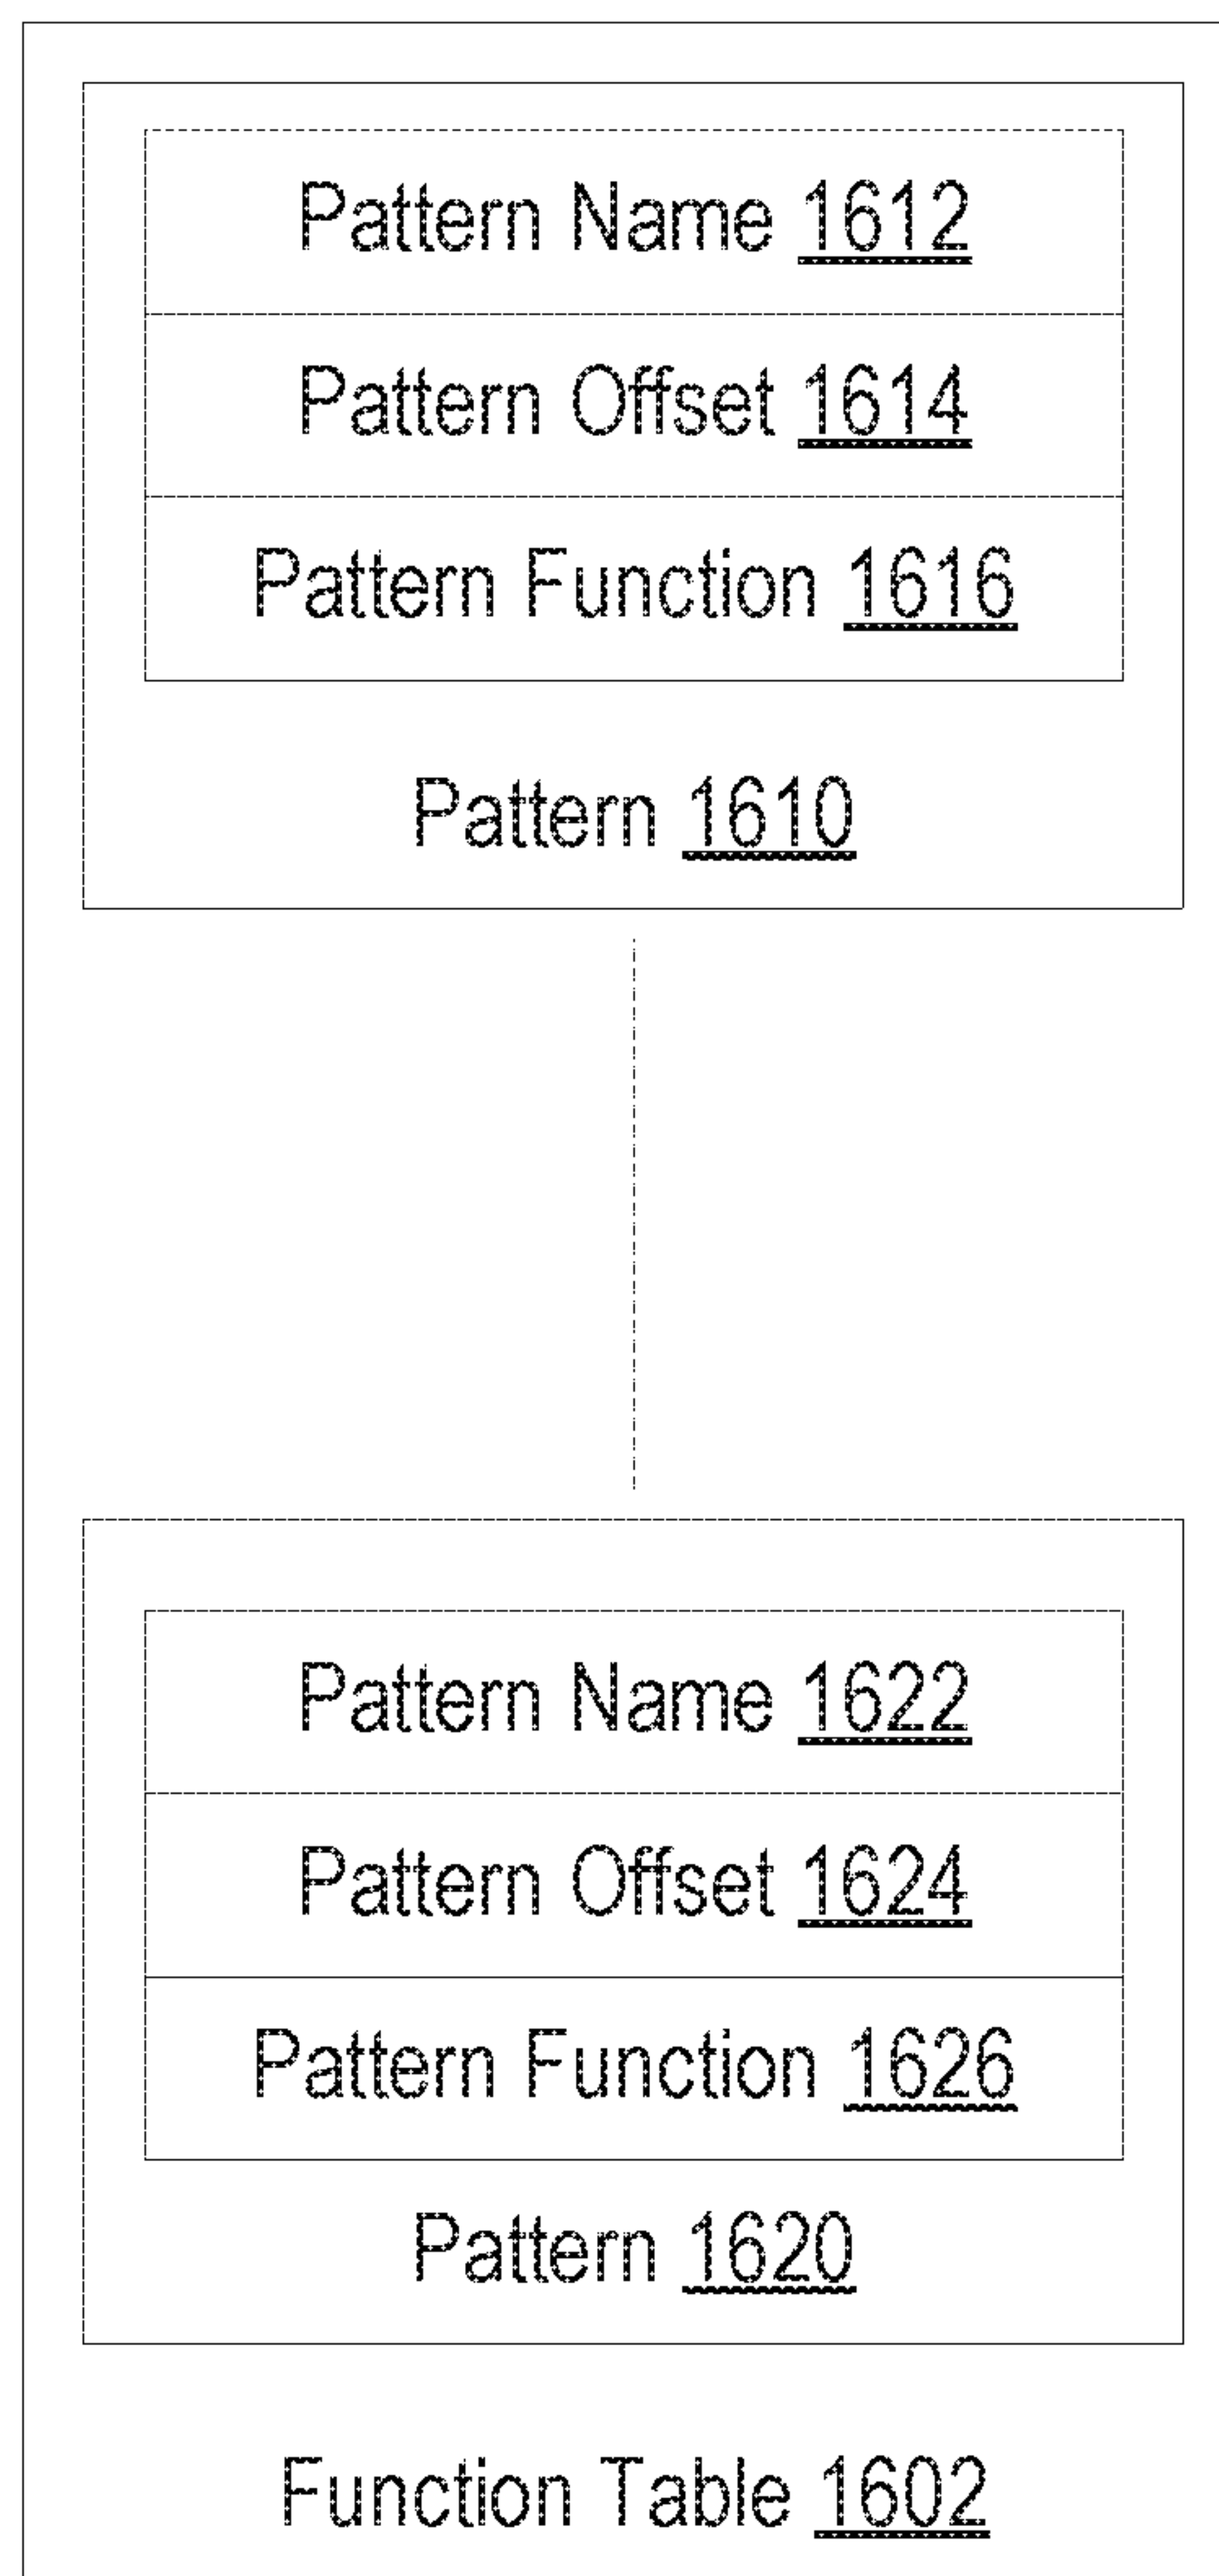 Pattern Name 1612
Pattern Offset 1614
Pattern Function 1616
Pattern 1610
Pattern Name 1622
Pattern Offset 1624
Pattern Function 1626
Pattern 1620
Function Table 1602